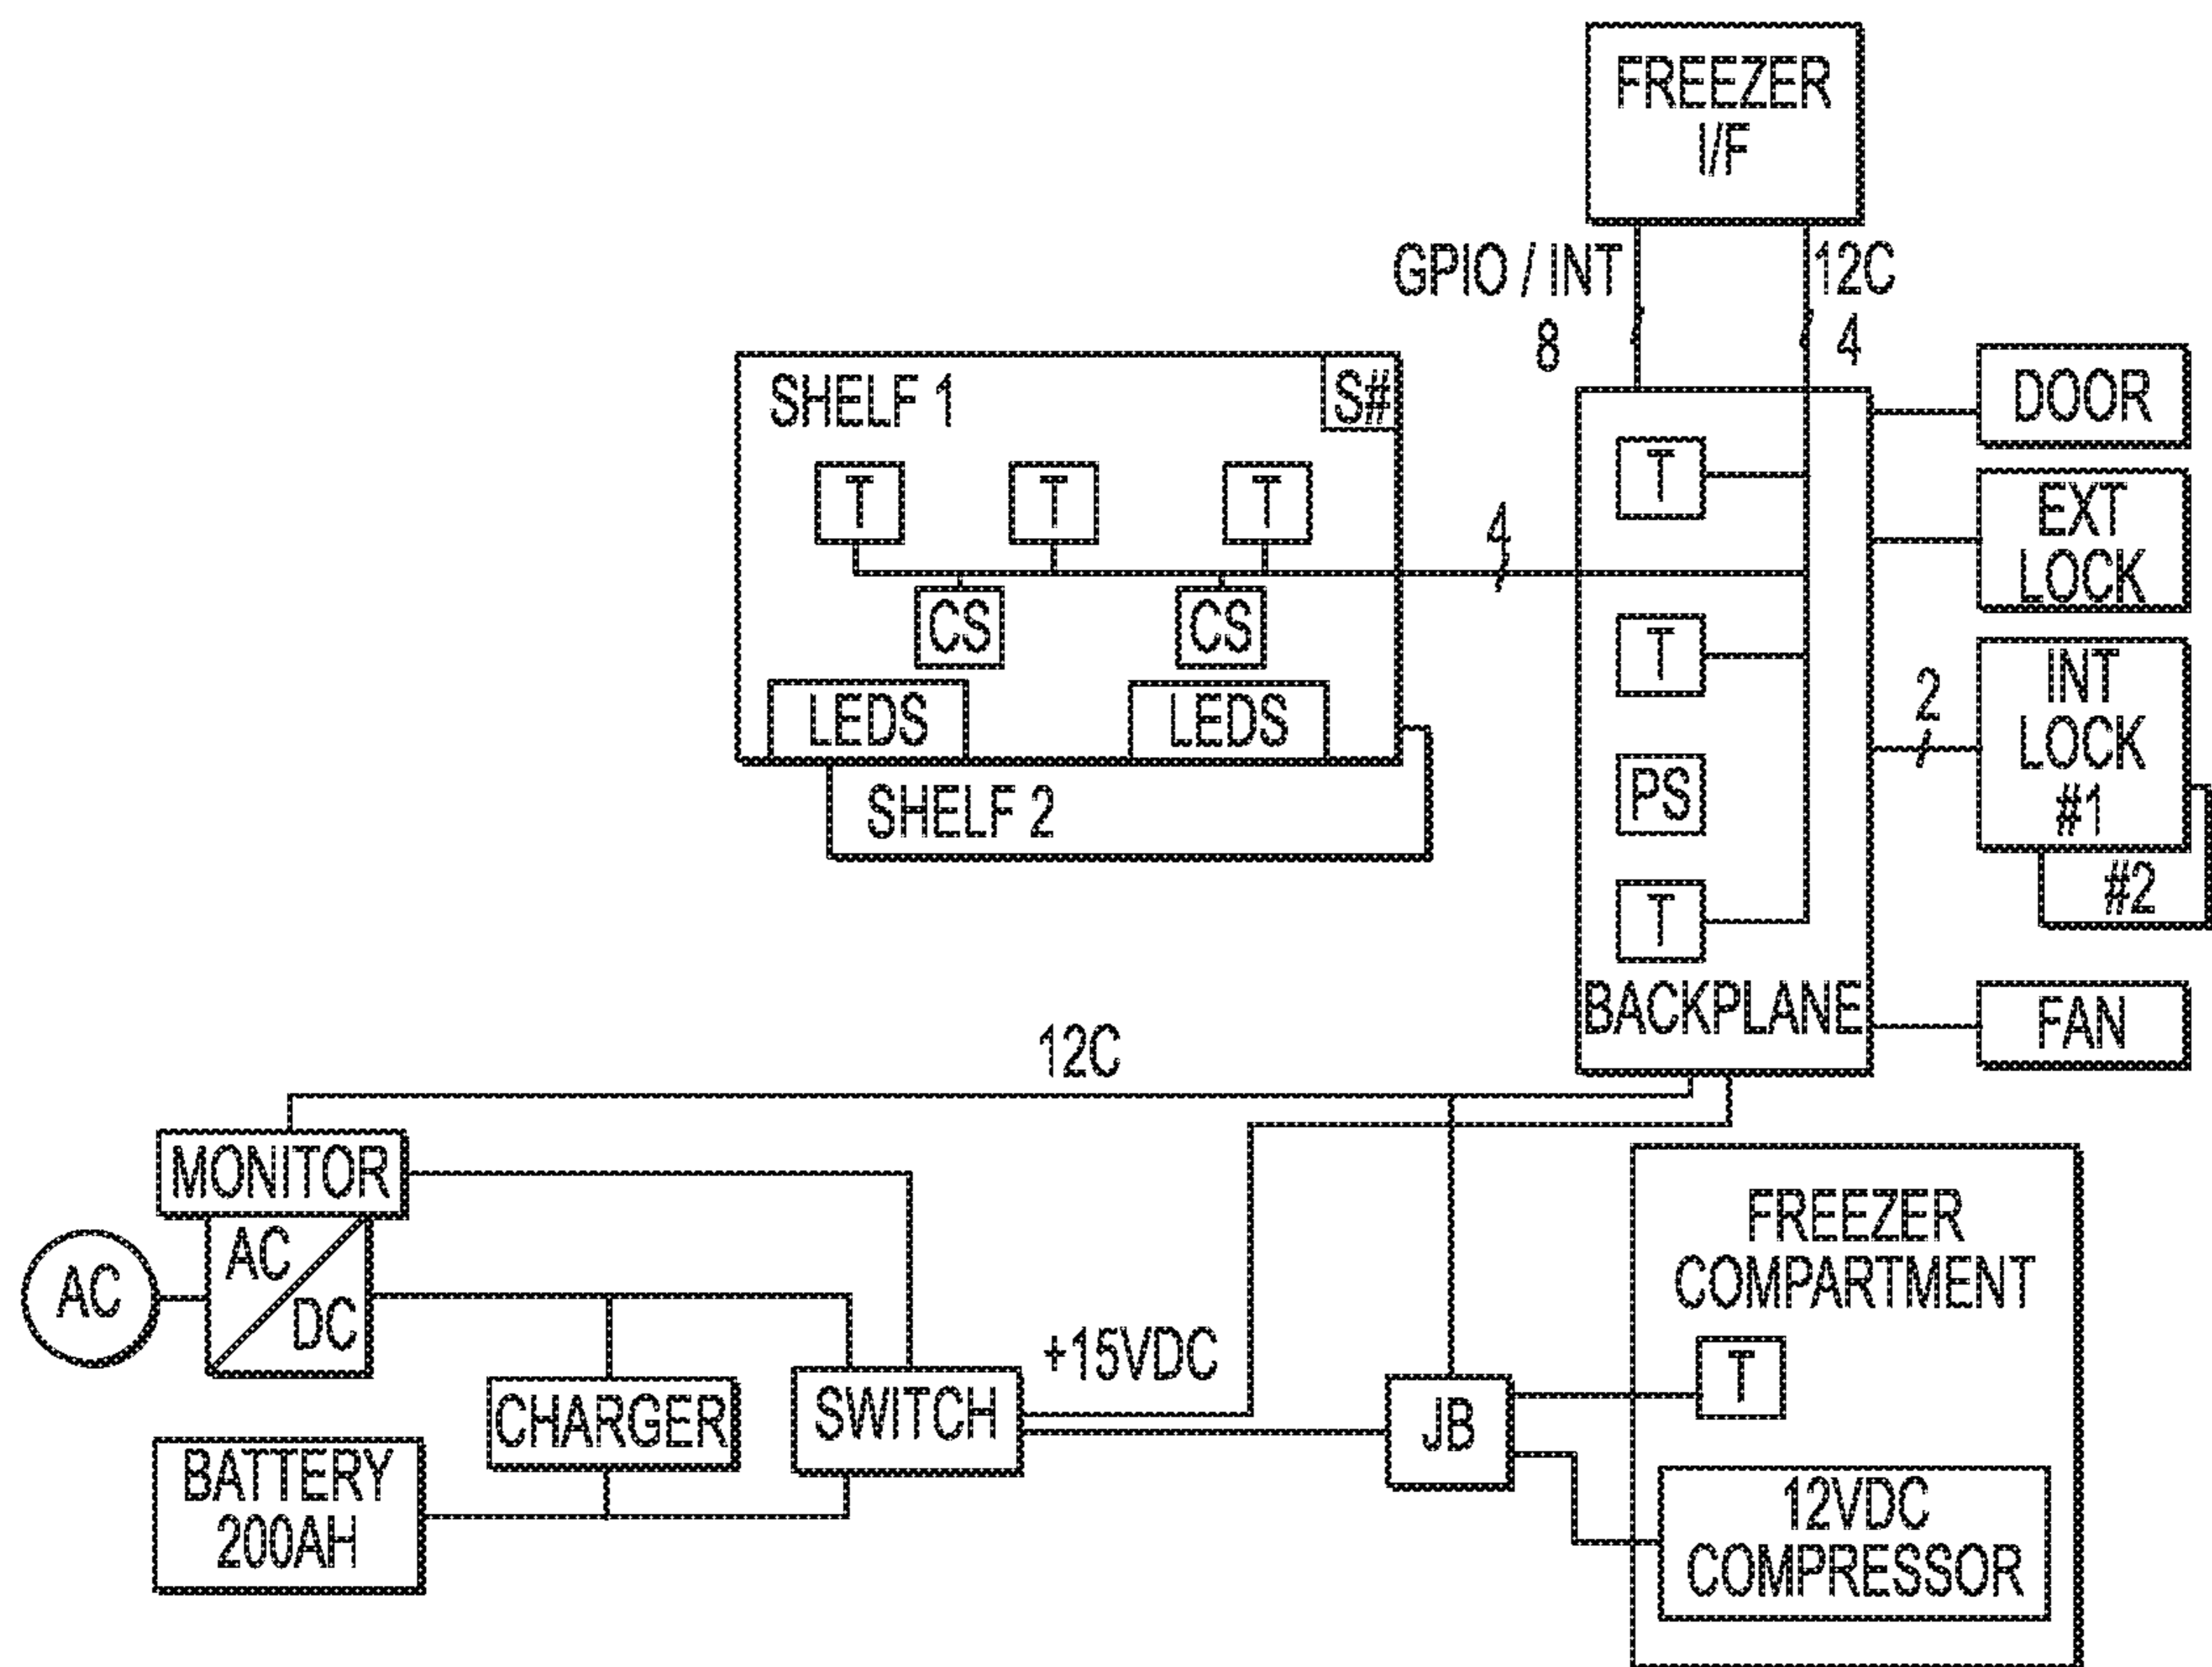 FREEZER
I/F
GPIO / INT
12C
8
4
DOOR
SHELF 1
S#
T
T
T
T
EXT
LOCK
4
CS
CS
T
INT
LOCK
#1
2
LEDS
LEDS
PS
SHELF 2
#2
T
BACKPLANE
FAN
12C
MONITOR
AC
AC
DC
FREEZER
COMPARTMENT
+15VDC
T
CHARGER
SWITCH
JB
BATTERY
200AH
12VDC
COMPRESSOR